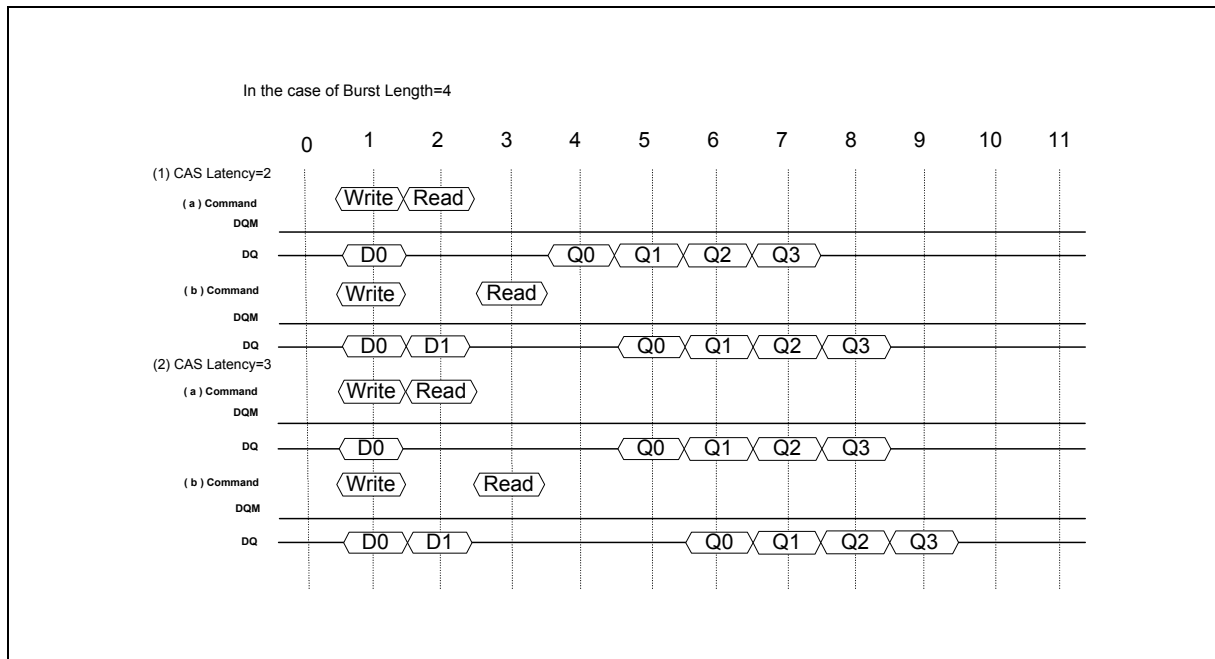 In the case of Burst Length=4
0 1 2 3 4 5 6 7 8 9 10 11
(1) CAS Latency=2
( a ) Command Write Read
DQM
DQ D0 Q0 Q1 Q2 Q3
( b ) Command Write Read
DQM
DQ D0 D1 Q0 Q1 Q2 Q3
(2) CAS Latency=3
( a ) Command Write Read
DQM
DQ D0 Q0 Q1 Q2 Q3
( b ) Command Write Read
DQM
DQ D0 D1 Q0 Q1 Q2 Q3